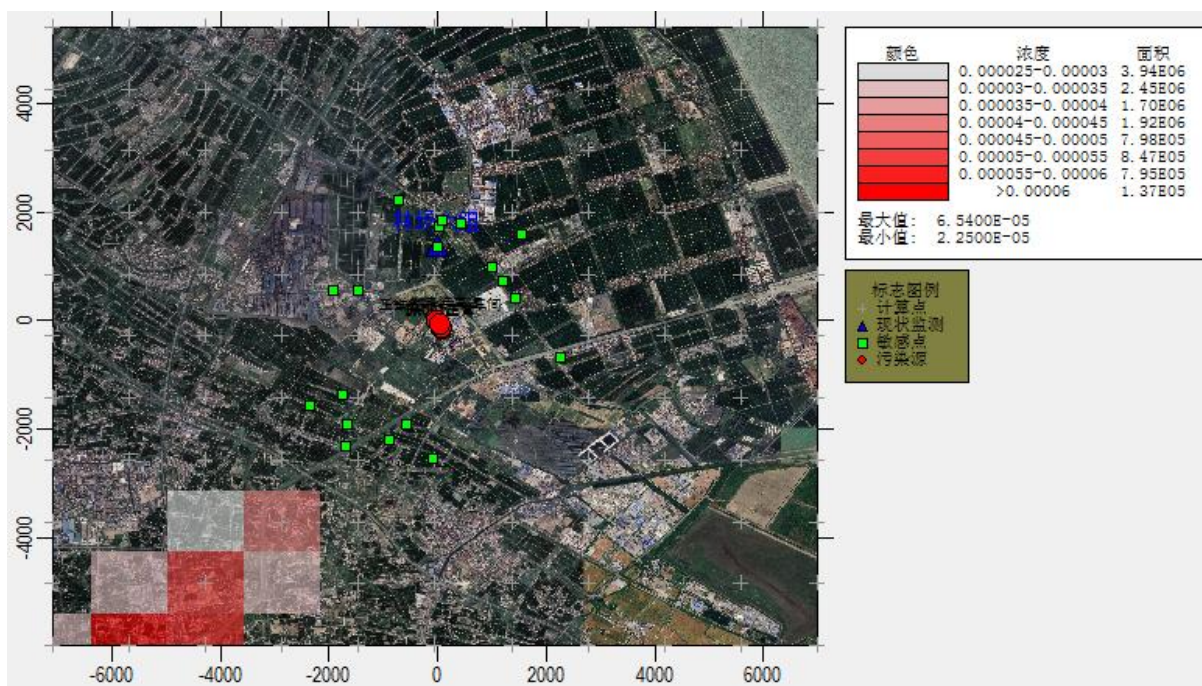 颜色 浓度 面积
0.000025-0.00003 3.94E06
0.00003-0.000035 2.45E06
0.000035-0.00004 1.70E06
0.00004-0.000045 1.92E06
0.000045-0.00005 7.98E05
0.00005-0.000055 8.47E05
0.000055-0.00006 7.95E05
>0.00006 1.37E05
最大值: 6.5400E-05
最小值: 2.2500E-05
标志图例
计算点
现状监测
敏感点
污染源
4000
2000
0
-2000
-4000
-6000 -4000 -2000 0 2000 4000 6000